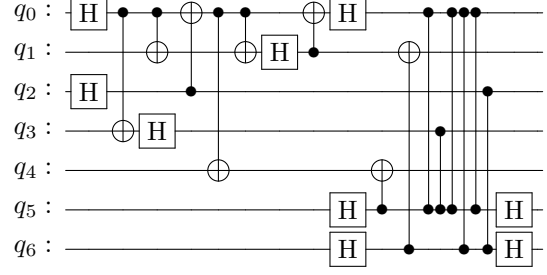 q₀ : H H
q₁ : H
q₂ : H
q₃ : H
q₄ :
q₅ : H H
q₆ : H H